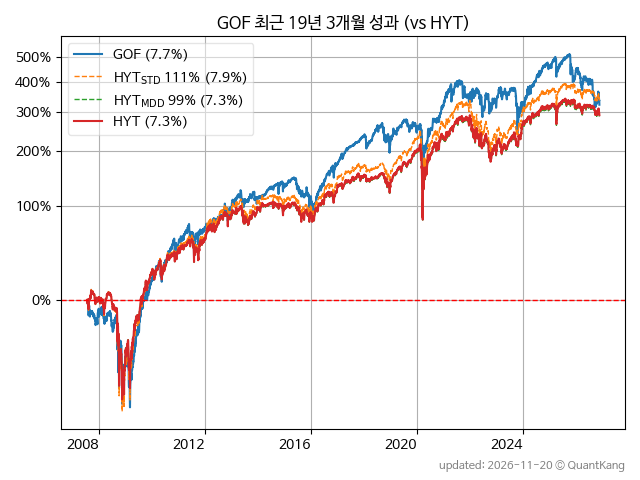 GOF 최근 19년 3개월 성과 (vs HYT)
500%
400%
300%
200%
100%
0%
GOF (7.7%)
HYT_STD 111% (7.9%)
HYT_MDD 99% (7.3%)
HYT (7.3%)
2008
2012
2016
2020
2024
updated: 2026-11-20 © QuantKang